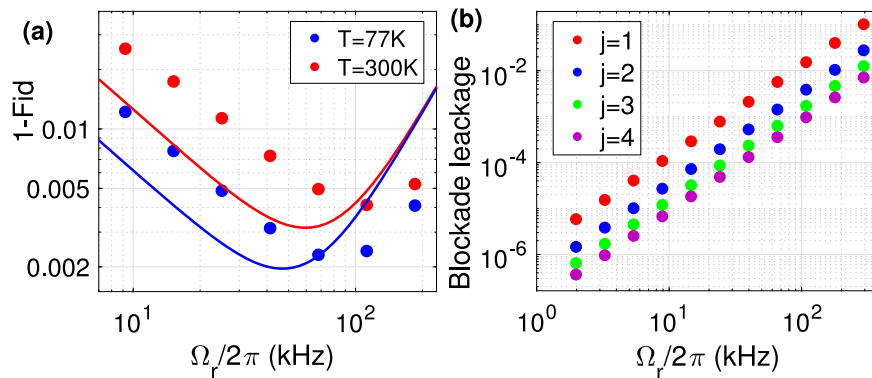 (a)
T=77K
T=300K
1-Fid
0.01
0.005
0.002
10^1
10^2
Ω_r/2π (kHz)
(b)
j=1
j=2
j=3
j=4
Blockade leackage
10^-2
10^-4
10^-6
10^0
10^1
10^2
Ω_r/2π (kHz)